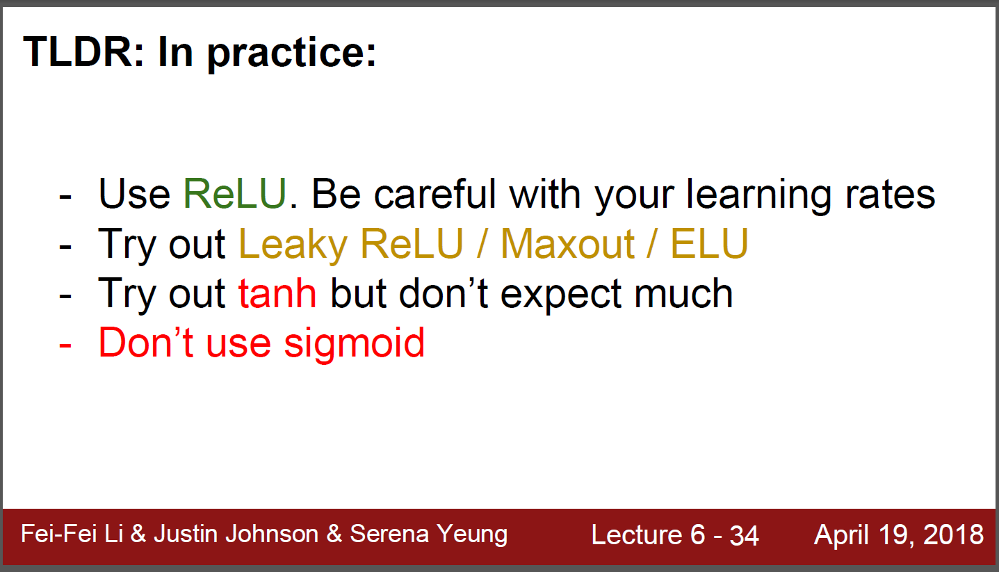 TLDR: In practice:
- Use ReLU. Be careful with your learning rates
- Try out Leaky ReLU / Maxout / ELU
- Try out tanh but don’t expect much
- Don’t use sigmoid
Fei-Fei Li & Justin Johnson & Serena Yeung Lecture 6 - 34 April 19, 2018